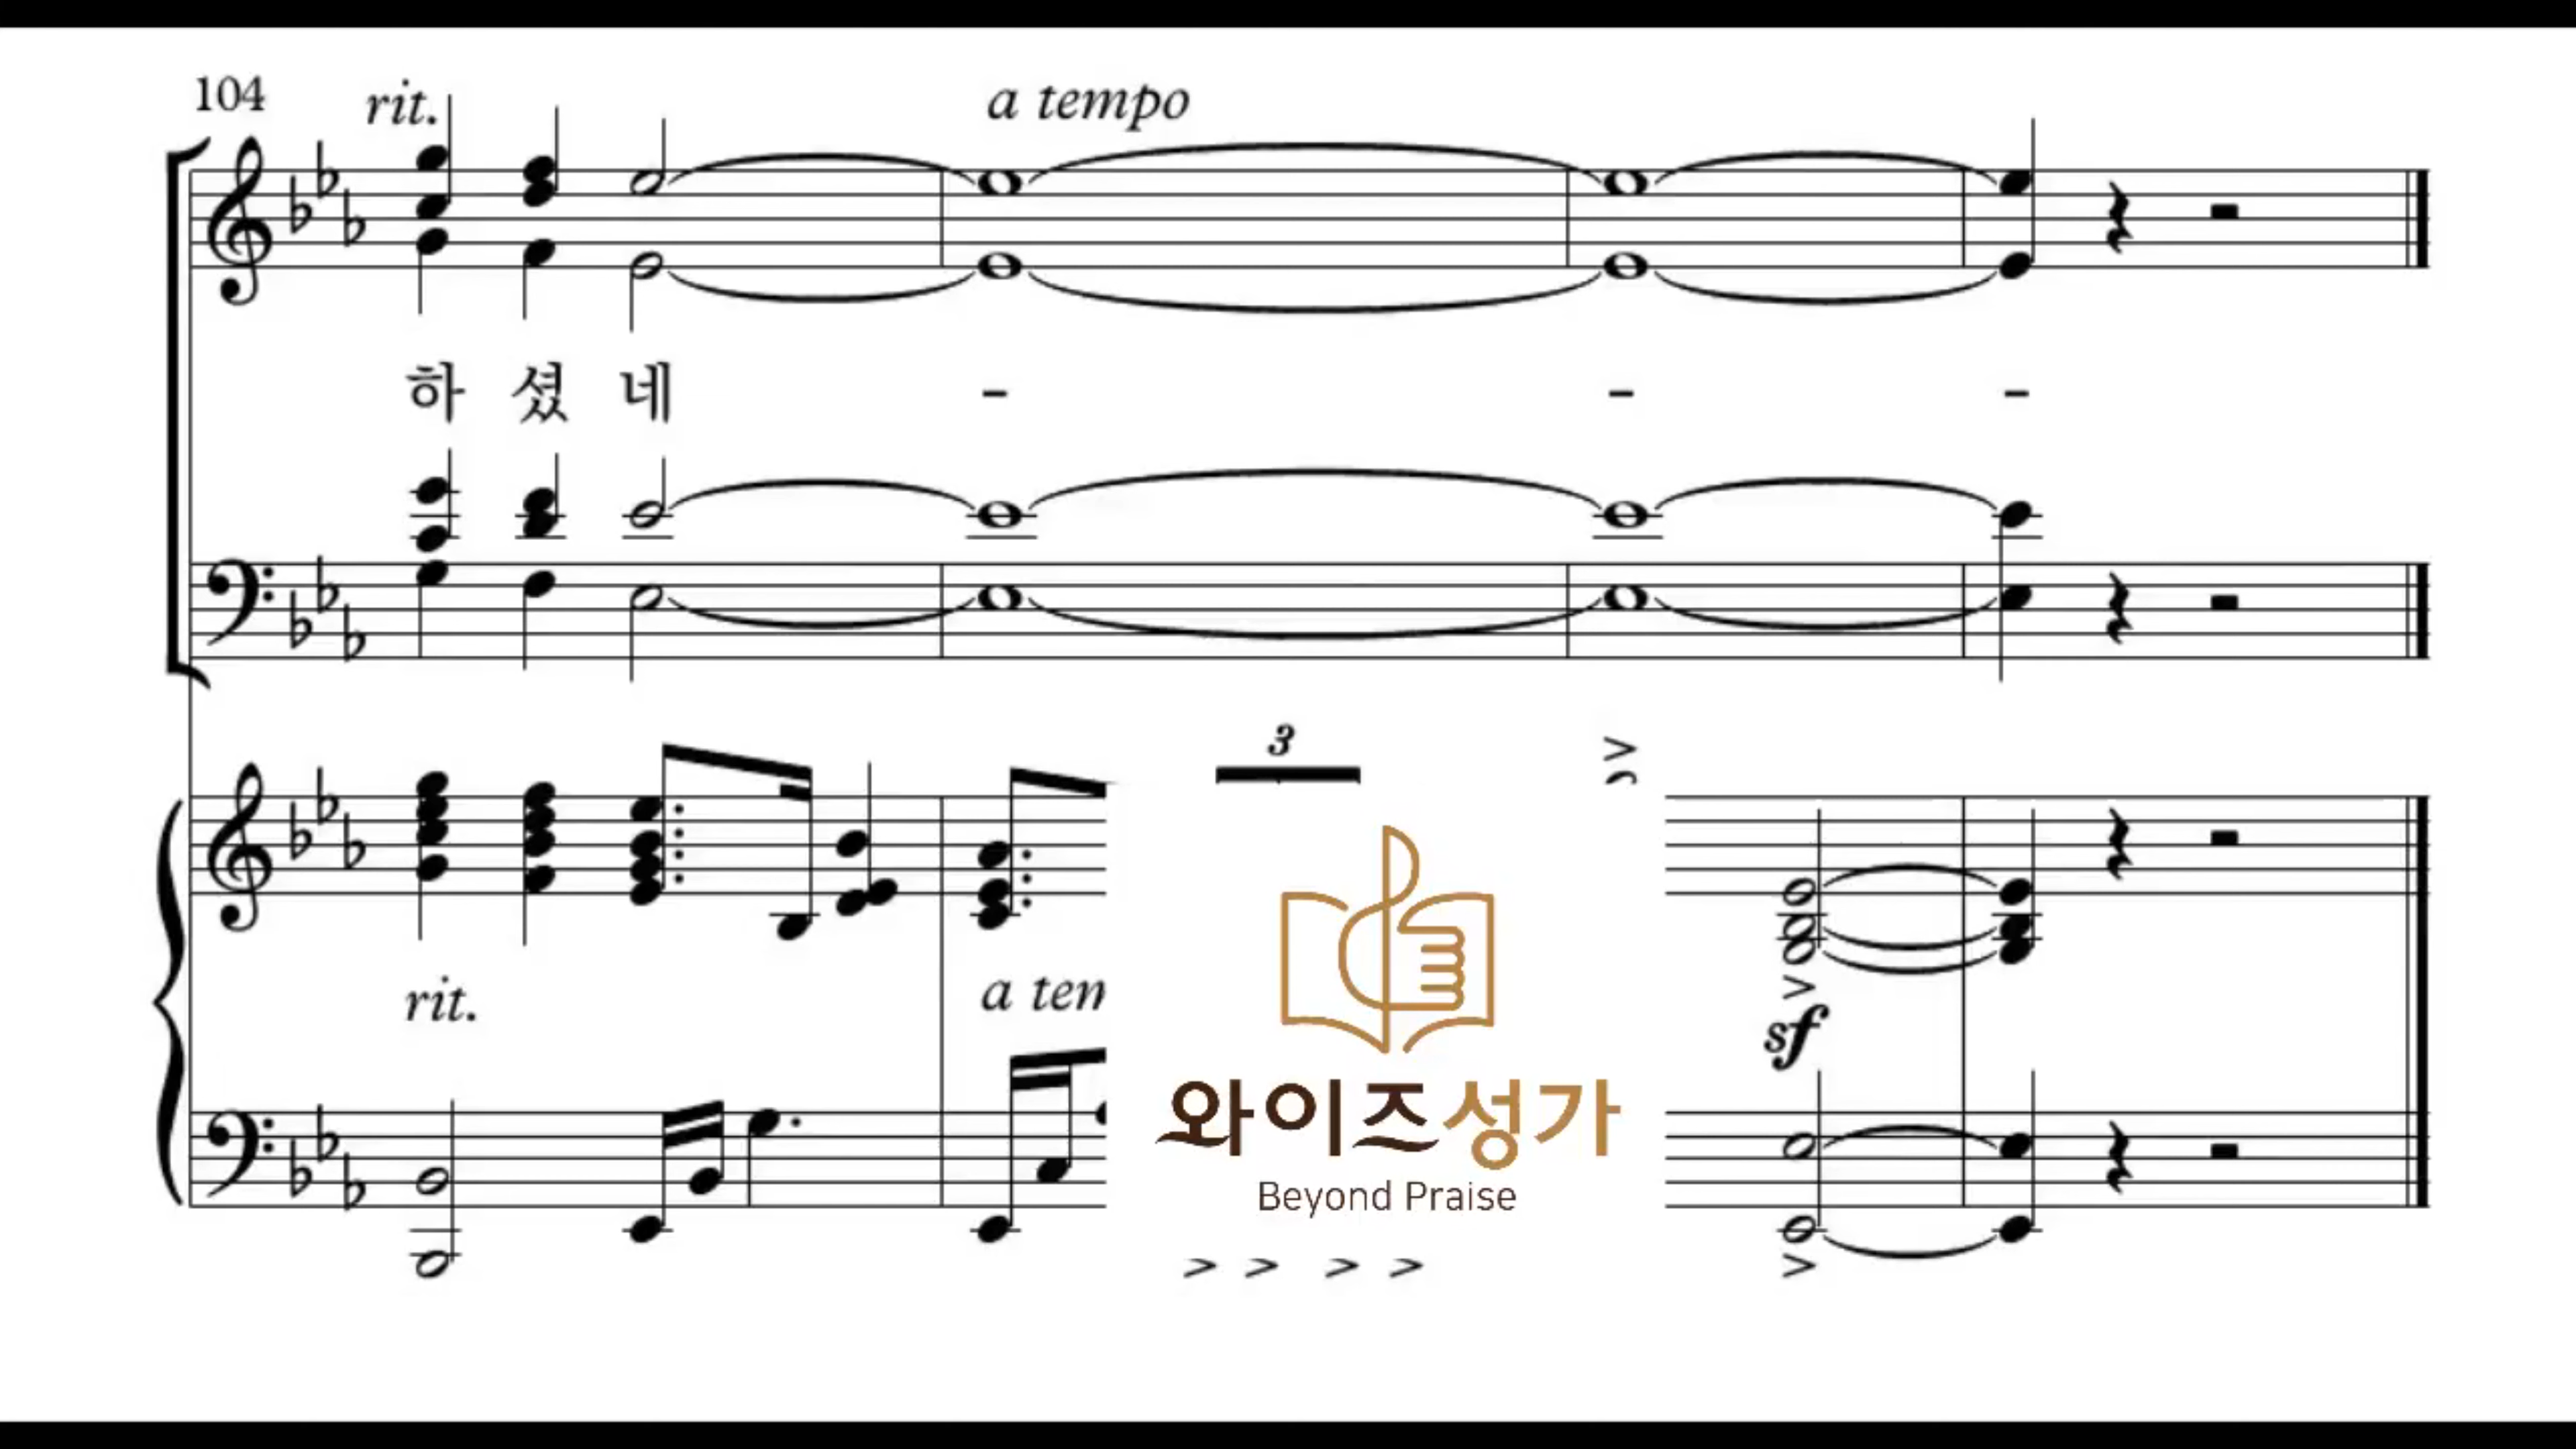 104
rit.
a tempo
하 셨 네 - - -
3
rit.
a ten
sf
와이즈성가
Beyond Praise